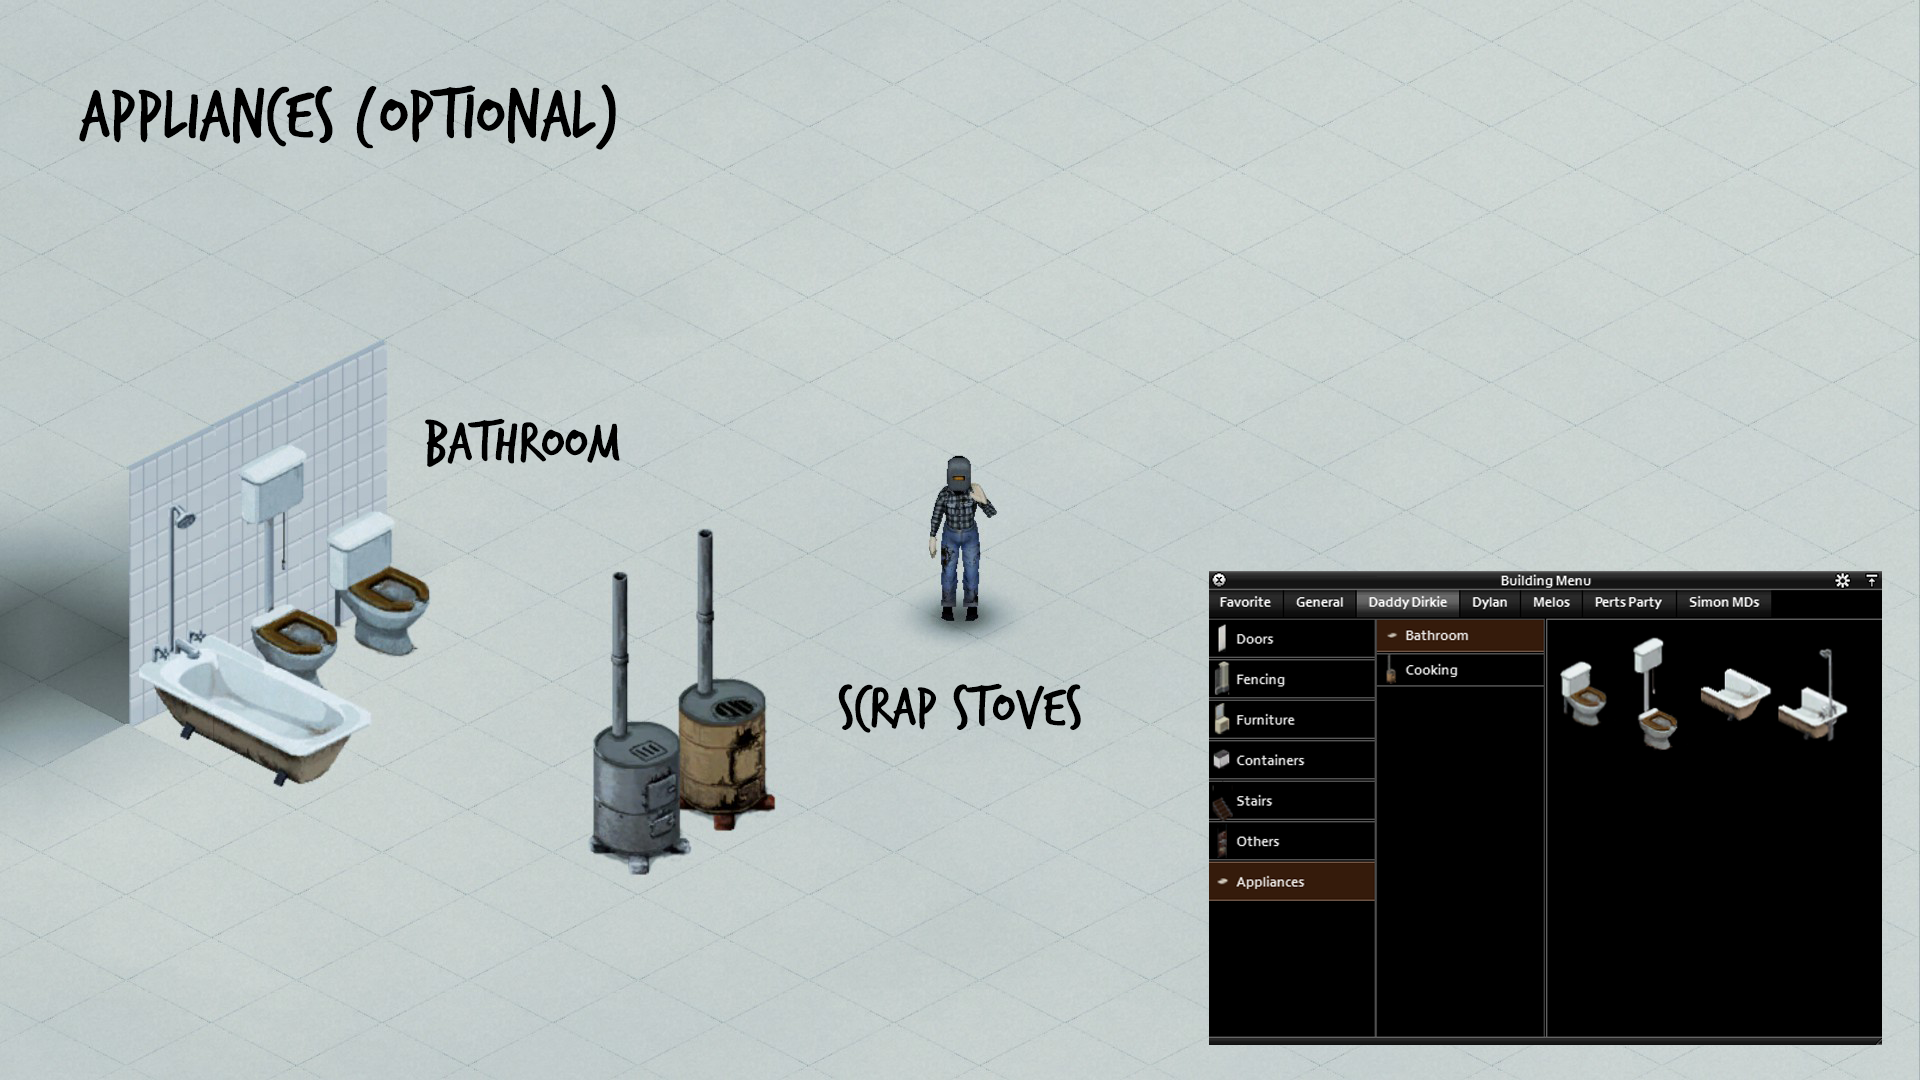 APPLIANCES (OPTIONAL)
BATHROOM
SCRAP STOVES
Building Menu
Favorite General Daddy Dirkie Dylan Melos Perts Party Simon MDs
Doors
Fencing
Furniture
Containers
Stairs
Others
Appliances
Bathroom
Cooking